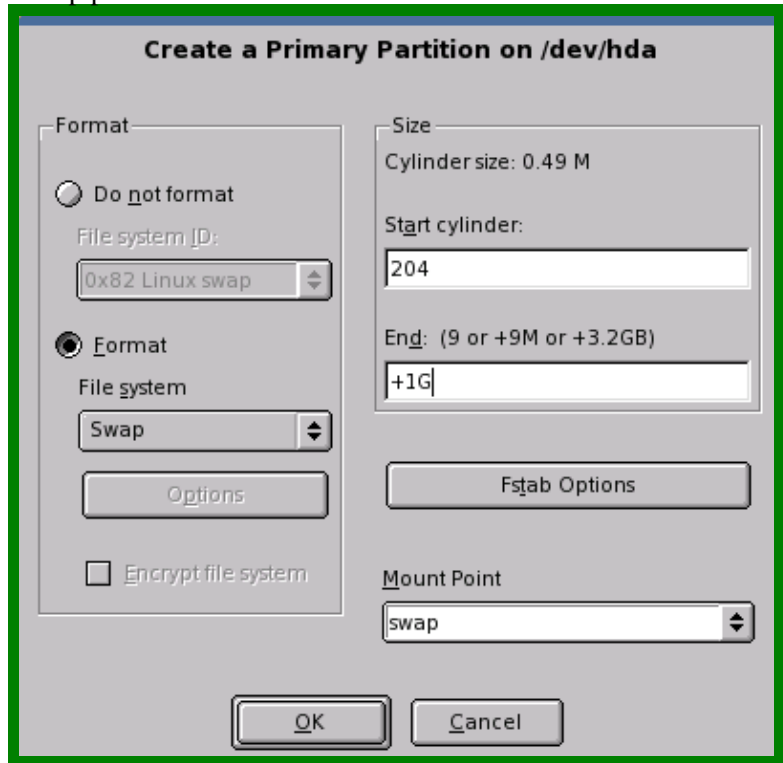 Create a Primary Partition on /dev/hda
Format
Do not format
File system ID:
0x82 Linux swap
Format
File system
Swap
Options
Encrypt file system
Size
Cylinder size: 0.49 M
Start cylinder:
204
End: (9 or +9M or +3.2GB)
+1G
Fstab Options
Mount Point
swap
OK
Cancel